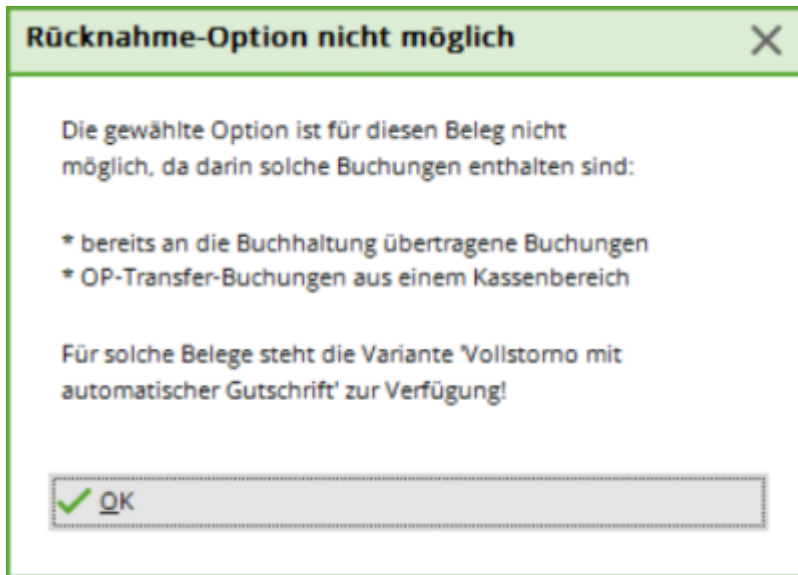 Rücknahme-Option nicht möglich
Die gewählte Option ist für diesen Beleg nicht
möglich, da darin solche Buchungen enthalten sind:
* bereits an die Buchhaltung übertragene Buchungen
* OP-Transfer-Buchungen aus einem Kassenbereich
Für solche Belege steht die Variante 'Vollstorno mit
automatischer Gutschrift' zur Verfügung!
OK